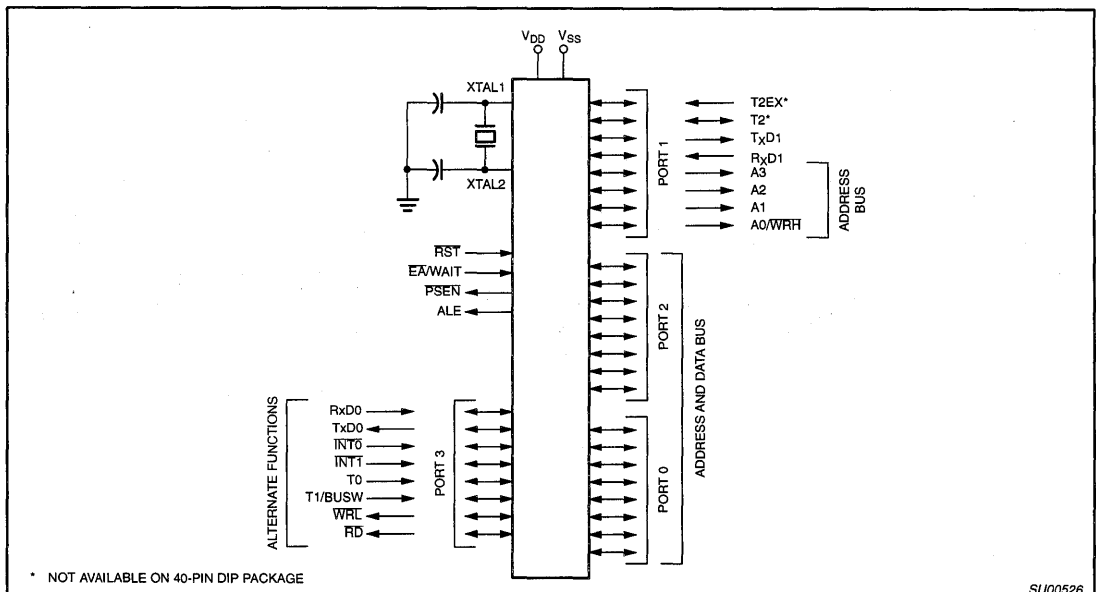 VDD VSS
XTAL1
XTAL2
RST
EA/WAIT
PSEN
ALE
PORT 1
T2EX*
T2*
TXD1
RXD1
A3
A2
A1
A0/WRH
ADDRESS
BUS
PORT 2
PORT 0
ADDRESS AND DATA BUS
ALTERNATE FUNCTIONS
RxD0
TxD0
INT0
INT1
T0
T1/BUSW
WRL
RD
PORT 3
* NOT AVAILABLE ON 40-PIN DIP PACKAGE
SU00526